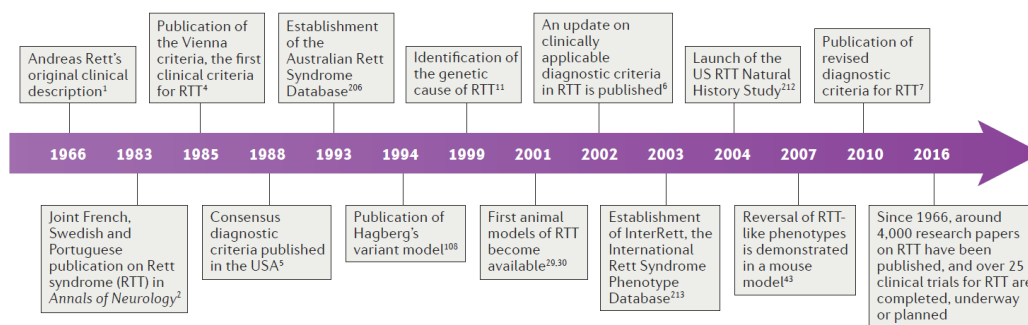 Andreas Rett's
original clinical
description1
Publication of
the Vienna
criteria, the first
clinical criteria
for RTT4
Establishment
of the
Australian Rett
Syndrome
Database206
Identification
of the genetic
cause of RTT11
An update on
clinically
applicable
diagnostic criteria
in RTT is published6
Launch of the
US RTT Natural
History Study212
Publication of
revised
diagnostic
criteria for RTT7
1966 1983 1985 1988 1993 1994 1999 2001 2002 2003 2004 2007 2010 2016
Joint French,
Swedish and
Portuguese
publication on Rett
syndrome (RTT) in
Annals of Neurology2
Consensus
diagnostic
criteria published
in the USA5
Publication of
Hagberg's
variant model108
First animal
models of RTT
become
available29,30
Establishment
of InterRett, the
International
Rett Syndrome
Phenotype
Database213
Reversal of RTT-
like phenotypes
is demonstrated
in a mouse
model43
Since 1966, around
4,000 research papers
on RTT have been
published, and over 25
clinical trials for RTT are
completed, underway
or planned